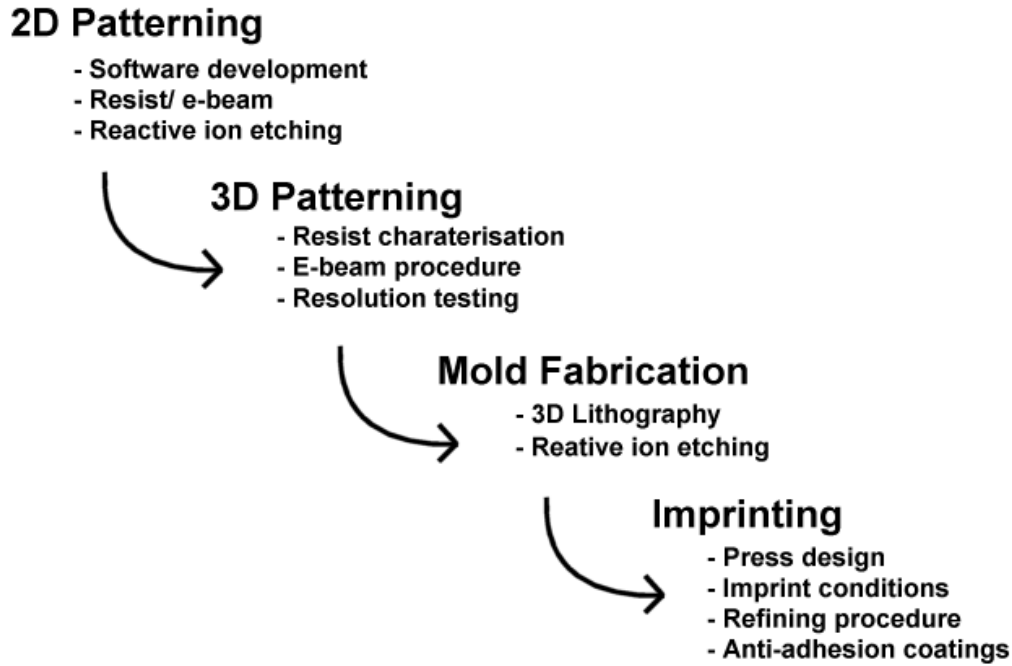 2D Patterning
- Software development
- Resist/ e-beam
- Reactive ion etching
3D Patterning
- Resist charaterisation
- E-beam procedure
- Resolution testing
Mold Fabrication
- 3D Lithography
- Reative ion etching
Imprinting
- Press design
- Imprint conditions
- Refining procedure
- Anti-adhesion coatings